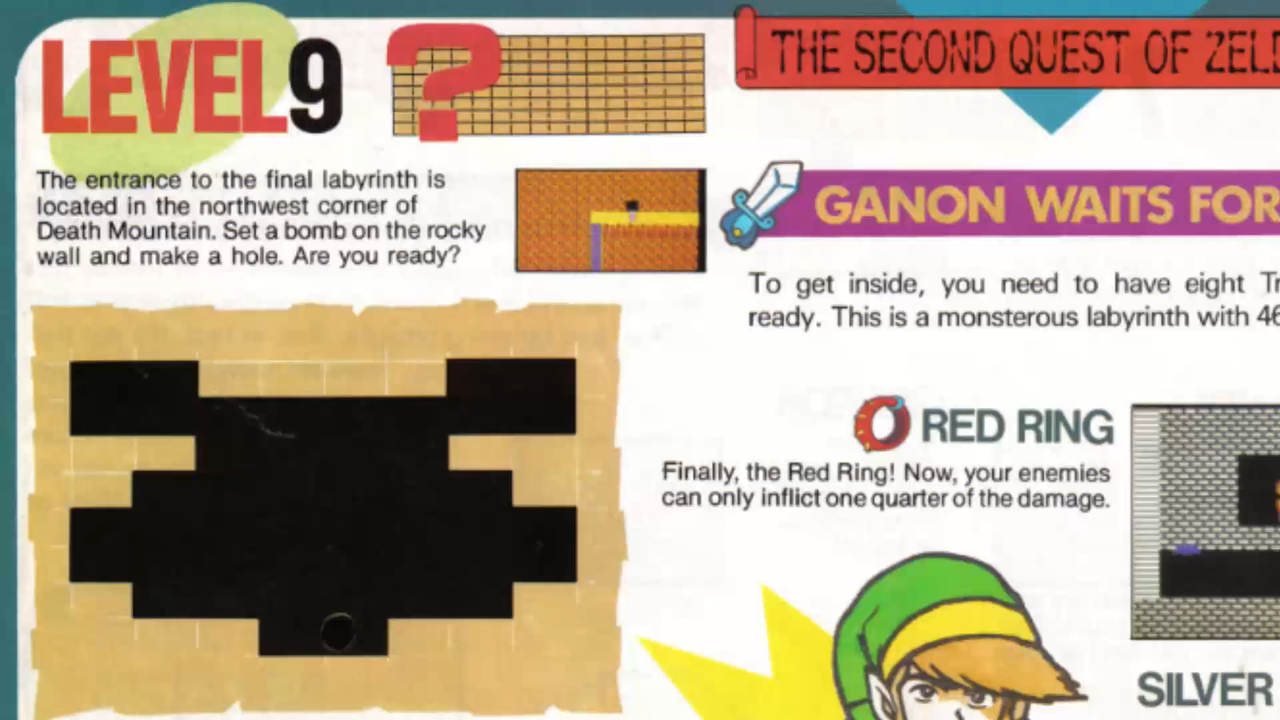 LEVEL 9 ?
The entrance to the final labyrinth is
located in the northwest corner of
Death Mountain. Set a bomb on the rocky
wall and make a hole. Are you ready?
THE SECOND QUEST OF
GANON WAITS FOR
To get inside, you need to have eight
ready. This is a monsterous labyrinth with 46
RED RING
Finally, the Red Ring! Now, your enemies
can only inflict one quarter of the damage.
SILVER